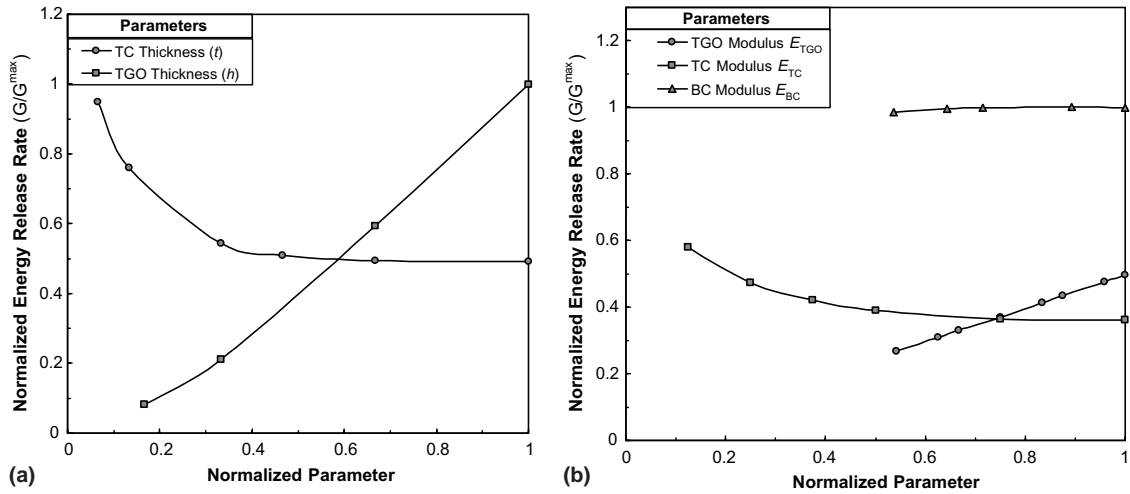 Parameters
TC Thickness (t)
TGO Thickness (h)
Normalized Energy Release Rate (G/G^max)
1.2
1
0.8
0.6
0.4
0.2
0
0 0.2 0.4 0.6 0.8 1
Normalized Parameter
(a)
Parameters
TGO Modulus E_TGO
TC Modulus E_TC
BC Modulus E_BC
Normalized Energy Release Rate (G/G^max)
1.2
1
0.8
0.6
0.4
0.2
0
0 0.2 0.4 0.6 0.8 1
Normalized Parameter
(b)